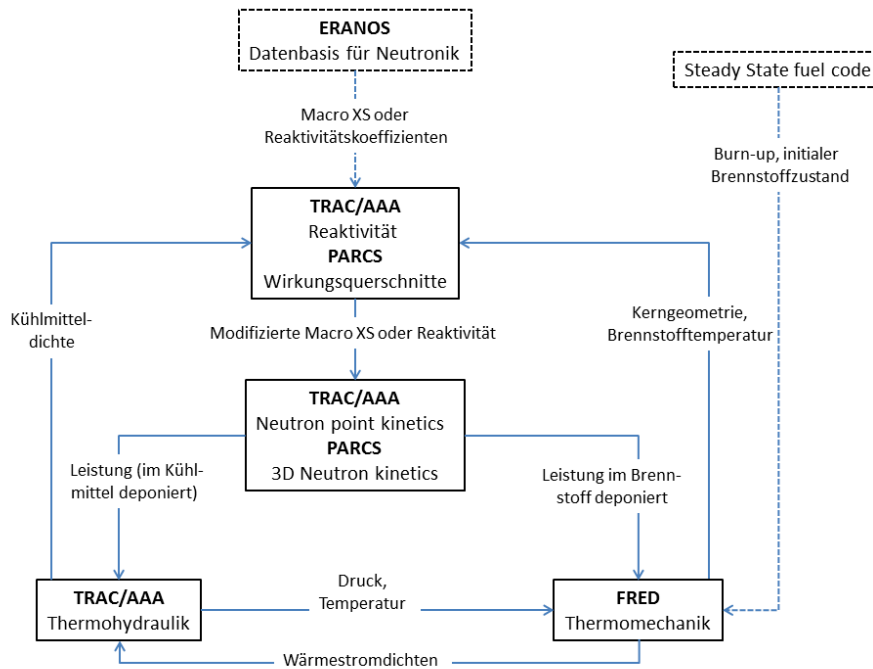 ERANOS
Datenbasis für Neutronik
Steady State fuel code
Macro XS oder
Reaktivitätskoeffizienten
Burn-up, initialer
Brennstoffzustand
TRAC/AAA
Reaktivität
PARCS
Wirkungsquerschnitte
Kühlmittel-
dichte
Kerngeometrie,
Brennstofftemperatur
Modifizierte Macro XS oder Reaktivität
TRAC/AAA
Neutron point kinetics
PARCS
3D Neutron kinetics
Leistung (im Kühl-
mittel deponiert)
Leistung im Brenn-
stoff deponiert
Druck,
Temperatur
TRAC/AAA
Thermohydraulik
FRED
Thermomechanik
Wärmestromdichten